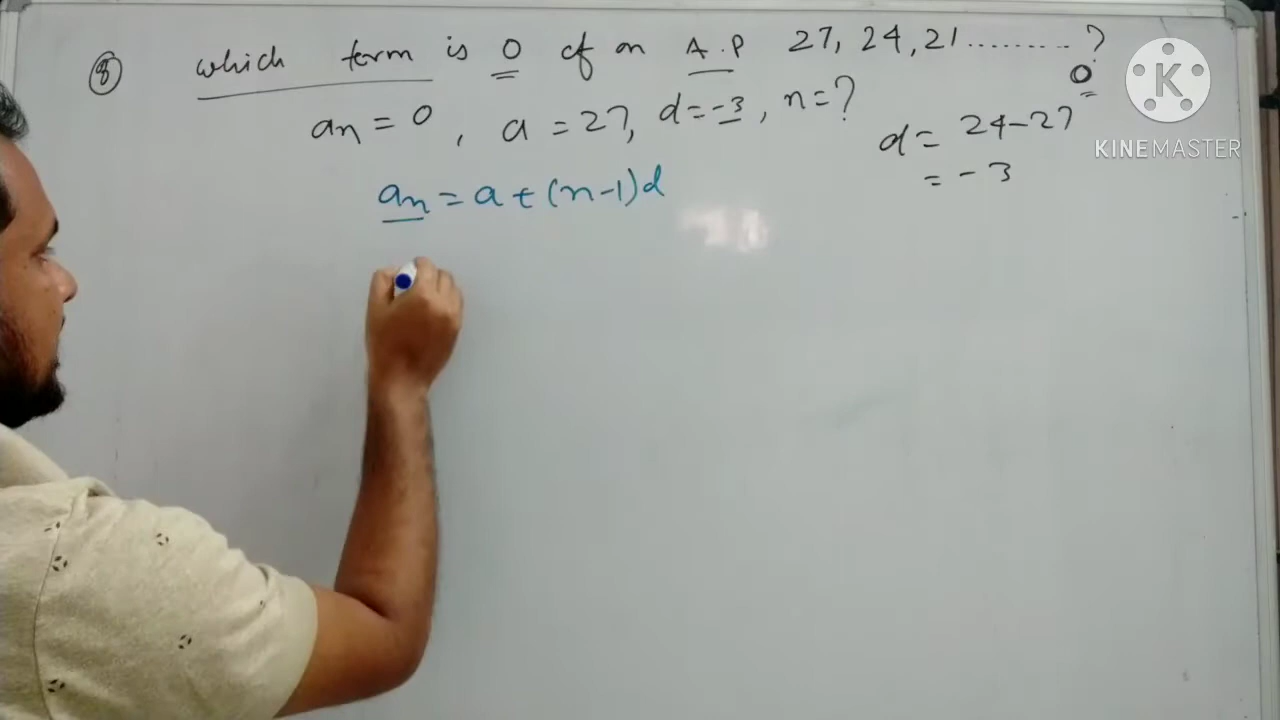 8 which term is 0 of an A.P 27, 24, 21.........?
0
an = 0, a = 27, d = -3, n = ?
d = 24-27
= -3
an = a + (n-1)d
K
KINEMASTER